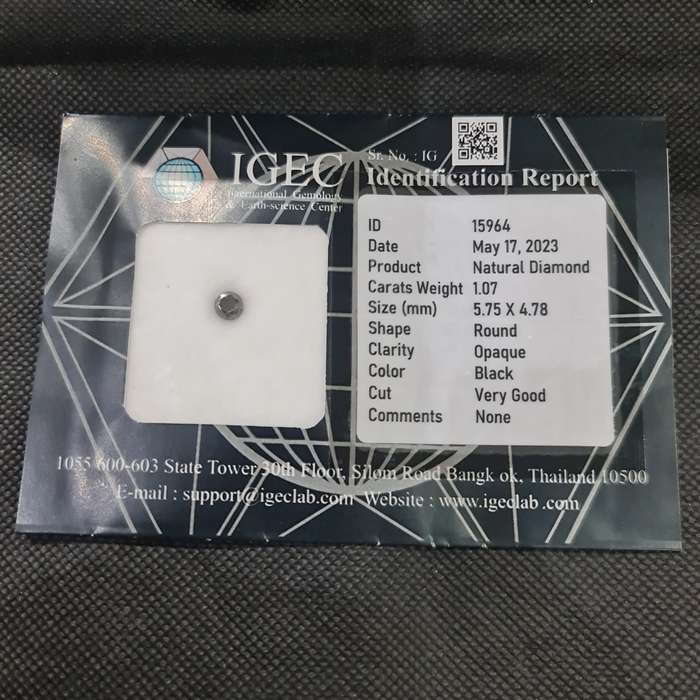 IGEC
International Gemology
& Earth-science Center
Sr. No. : IG
Identification Report
ID 15964
Date May 17, 2023
Product Natural Diamond
Carats Weight 1.07
Size (mm) 5.75 X 4.78
Shape Round
Clarity Opaque
Color Black
Cut Very Good
Comments None
1055 600-603 State Tower 30th Floor, Silom Road Bangk ok, Thailand 10500
E-mail : support@igeclab.com Website : www.igeclab .com